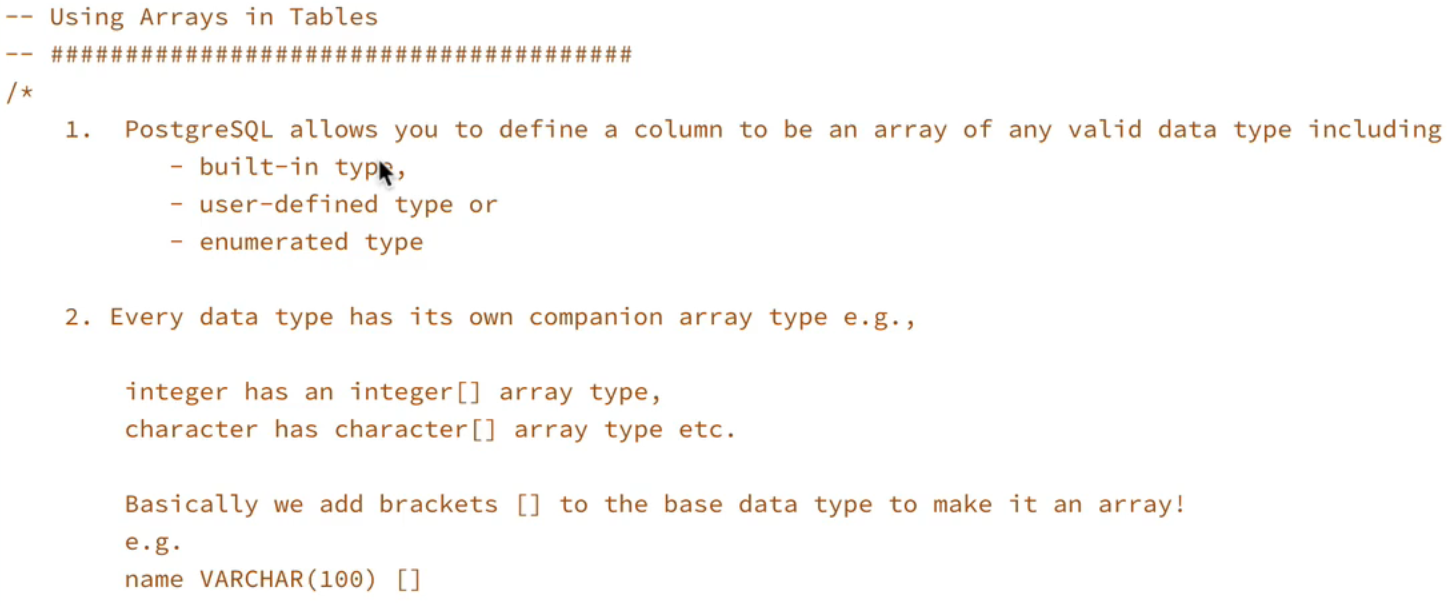 -- Using Arrays in Tables
-- #######################################
/*
1. PostgreSQL allows you to define a column to be an array of any valid data type including
- built-in type,
- user-defined type or
- enumerated type
2. Every data type has its own companion array type e.g.,
integer has an integer[] array type,
character has character[] array type etc.
Basically we add brackets [] to the base data type to make it an array!
e.g.
name VARCHAR(100) []